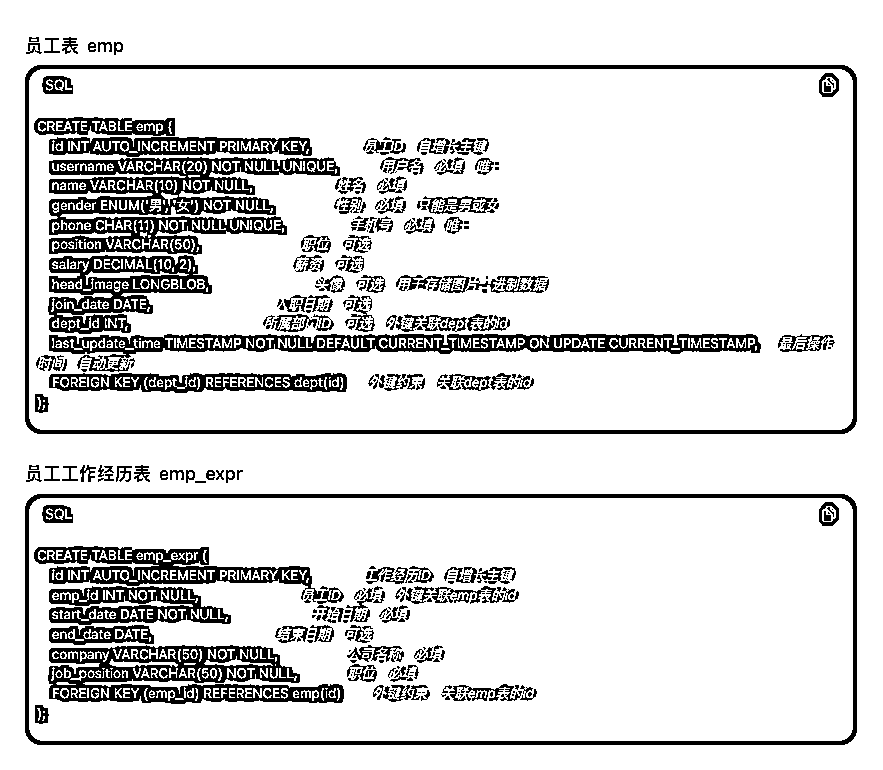 员工表 emp
SQL
CREATE TABLE emp (
id INT AUTO_INCREMENT PRIMARY KEY, 员工ID 自增长主键
username VARCHAR(20) NOT NULL UNIQUE, 用户名 必填 唯一
name VARCHAR(10) NOT NULL, 姓名 必填
gender ENUM('男','女') NOT NULL, 性别 必填 只能是男或女
phone CHAR(11) NOT NULL UNIQUE, 手机号 必填 唯一
position VARCHAR(50), 职位 可选
salary DECIMAL(10, 2), 薪资 可选
head_image LONGBLOB, 头像 可选 用于存储图片二进制数据
join_date DATE, 入职日期 可选
dept_id INT, 所属部门ID 可选 外键关联dept表的id
last_update_time TIMESTAMP NOT NULL DEFAULT CURRENT_TIMESTAMP ON UPDATE CURRENT_TIMESTAMP, 最后操作
时间 自动更新
FOREIGN KEY (dept_id) REFERENCES dept(id) 外键约束 关联dept表的id
);
员工工作经历表 emp_expr
SQL
CREATE TABLE emp_expr (
id INT AUTO_INCREMENT PRIMARY KEY, 工作经历ID 自增长主键
emp_id INT NOT NULL, 员工ID 必填 外键关联emp表的id
start_date DATE NOT NULL, 开始日期 必填
end_date DATE, 结束日期 可选
company VARCHAR(50) NOT NULL, 公司名称 必填
job_position VARCHAR(50) NOT NULL, 职位 必填
FOREIGN KEY (emp_id) REFERENCES emp(id) 外键约束 关联emp表的id
);